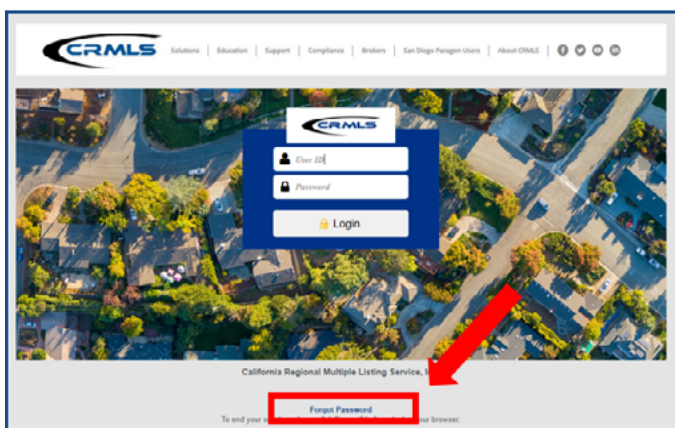 CRMLS
Solutions | Education | Support | Compliance | Brokers | San Diego Paragon Users | About CRMLS
CRMLS
User ID
Password
Login
California Regional Multiple Listing Service, I
Forgot Password
To end your browser.